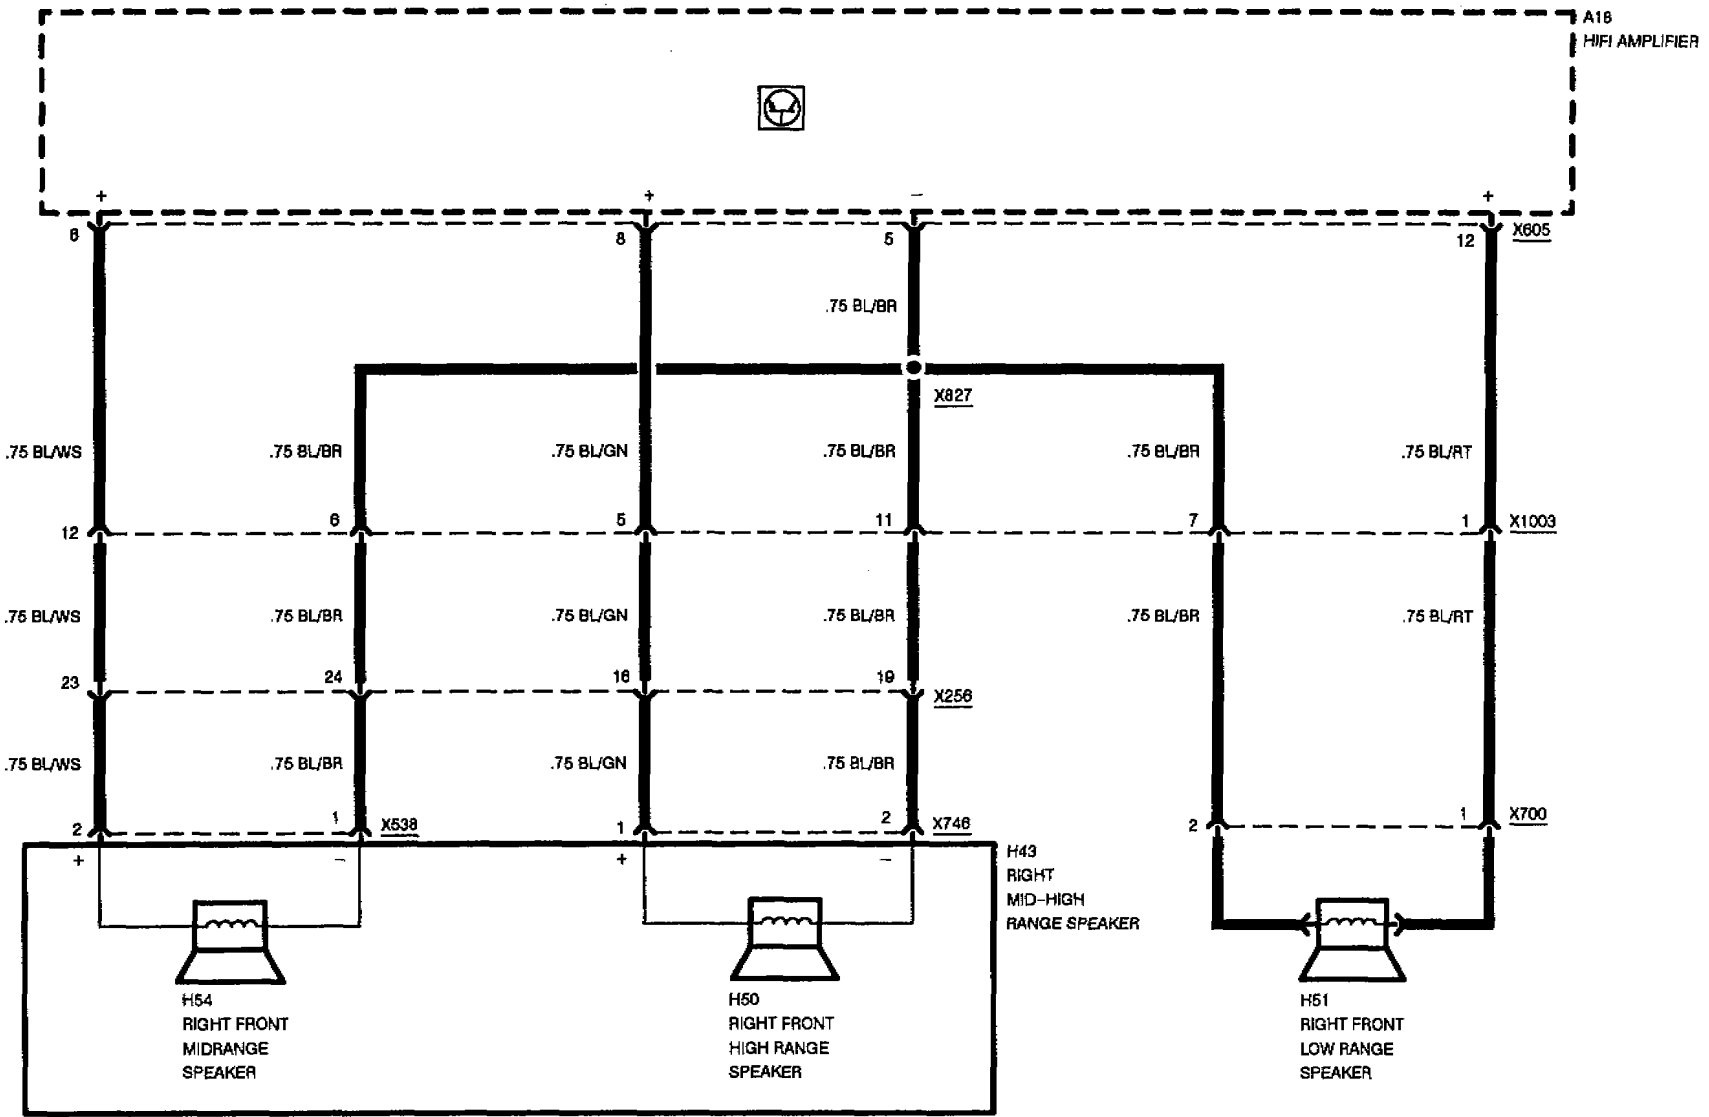 A18
HIFI AMPLIFIER
+ + − +
6 8 5 12 X605
.75 BL/BR
X827
.75 BL/WS .75 BL/BR .75 BL/GN .75 BL/BR .75 BL/BR .75 BL/RT
12 6 5 11 7 1 X1003
.75 BL/WS .75 BL/BR .75 BL/GN .75 BL/BR .75 BL/BR .75 BL/RT
23 24 16 19 X256
.75 BL/WS .75 BL/BR .75 BL/GN .75 BL/BR
2 1 X538 1 2 X746 2 1 X700
+ − + −
H43
RIGHT
MID-HIGH
RANGE SPEAKER
H54
RIGHT FRONT
MIDRANGE
SPEAKER
H50
RIGHT FRONT
HIGH RANGE
SPEAKER
H51
RIGHT FRONT
LOW RANGE
SPEAKER